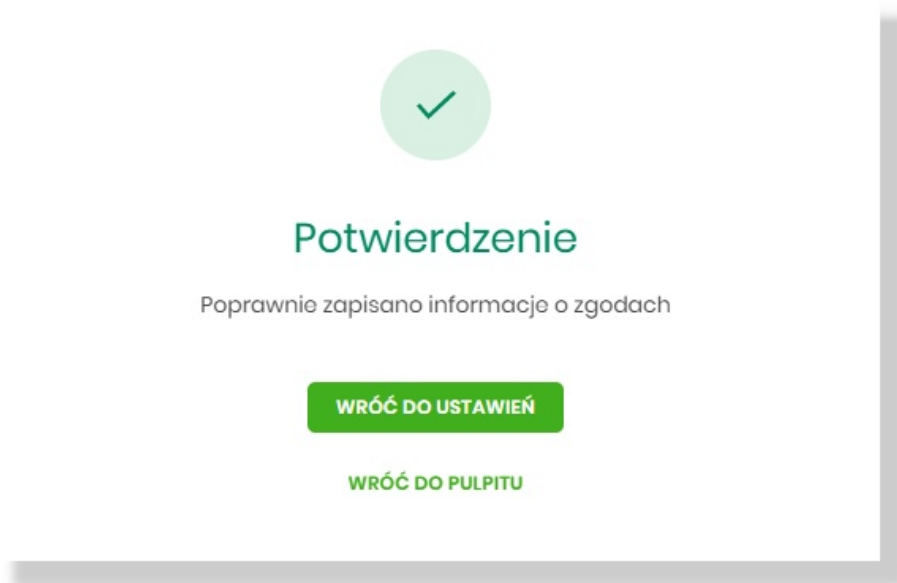 Potwierdzenie
Poprawnie zapisano informacje o zgodach
WRÓĆ DO USTAWIEŃ
WRÓĆ DO PULPITU